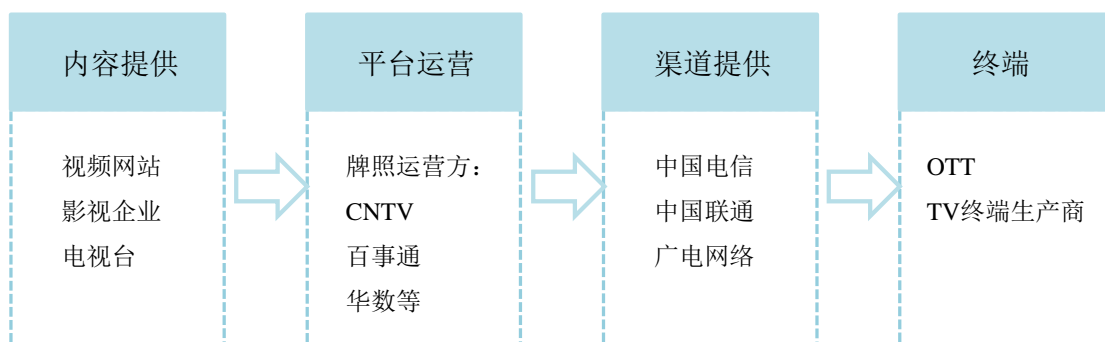 内容提供
视频网站
影视企业
电视台
平台运营
牌照运营方：
CNTV
百事通
华数等
渠道提供
中国电信
中国联通
广电网络
终端
OTT
TV终端生产商